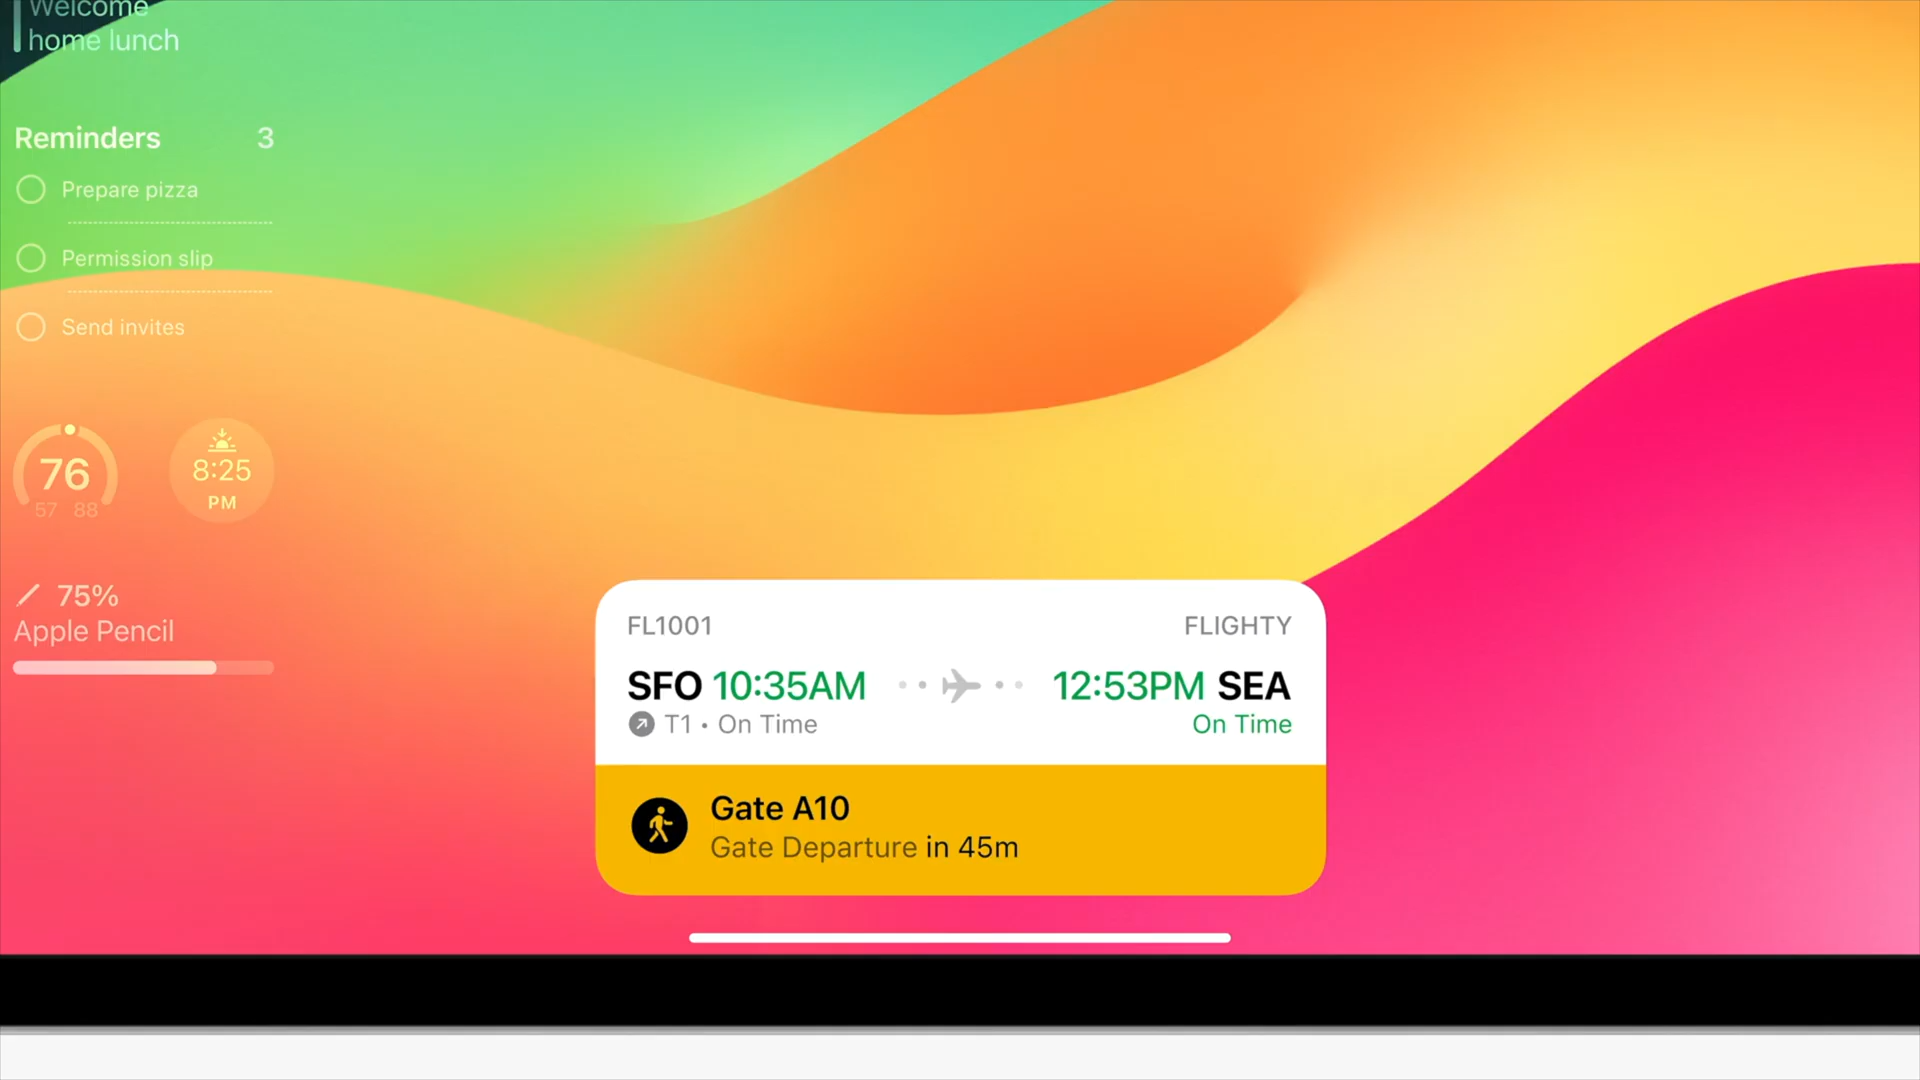 Welcome
home lunch
Reminders 3
Prepare pizza
Permission slip
Send invites
76
57 88
8:25
PM
75%
Apple Pencil
FL1001 FLIGHTY
SFO 10:35AM 12:53PM SEA
T1 • On Time On Time
Gate A10
Gate Departure in 45m